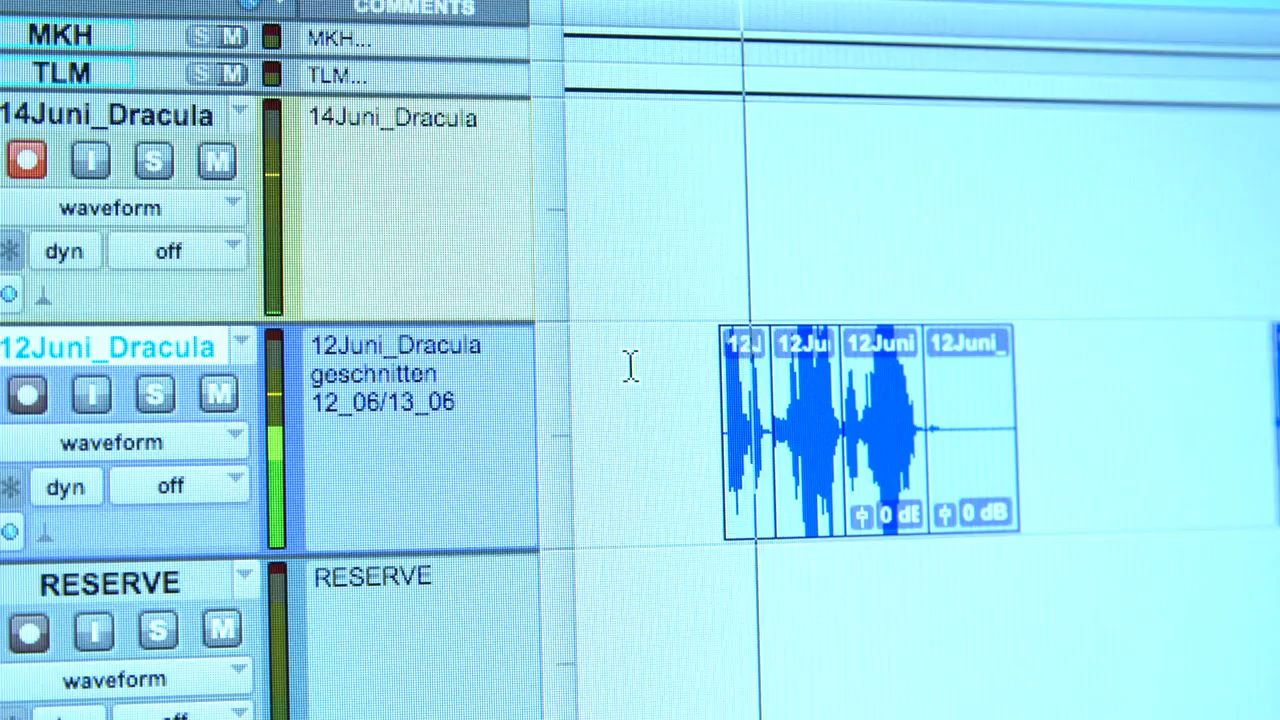 COMMENTS
MKH S M MKH...
TLM S M TLM...
14Juni_Dracula 14Juni_Dracula
I S M
waveform
dyn off
12Juni_Dracula 12Juni_Dracula
geschnitten
12_06/13_06
I S M
waveform
dyn off
12J 12Ju 12Juni 12Juni_
0 dB 0 dB
RESERVE RESERVE
I S M
waveform
off